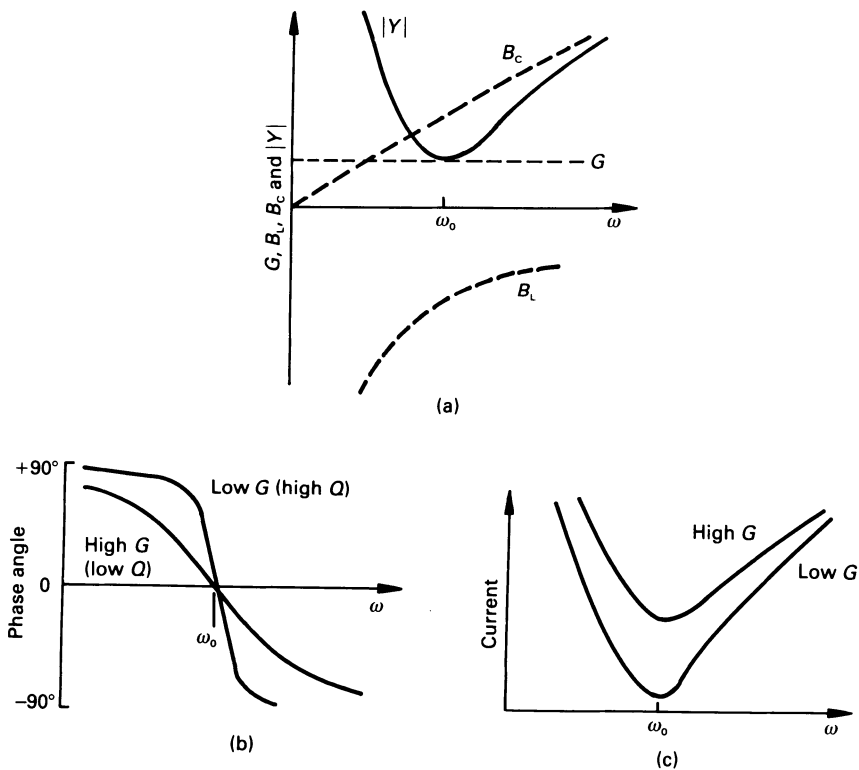 |Y|
B_C
G, B_L, B_C and |Y|
G
ω₀
ω
B_L
(a)
+90°
Low G (high Q)
High G
(low Q)
Phase angle
0
ω
ω₀
−90°
(b)
High G
Low G
Current
ω₀
ω
(c)